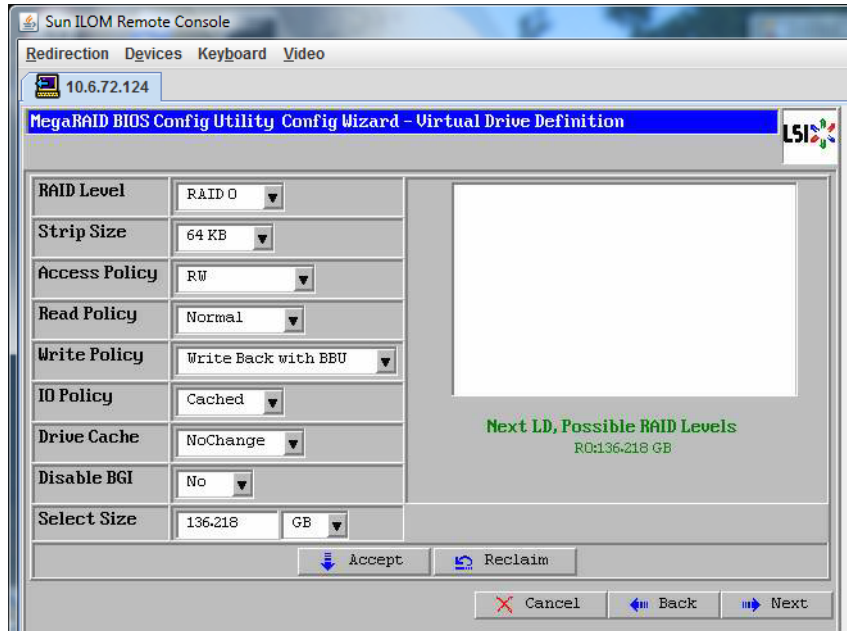 Sun ILOM Remote Console
Redirection Devices Keyboard Video
10.6.72.124
MegaRAID BIOS Config Utility Config Wizard - Virtual Drive Definition
LSI
RAID Level RAID 0
Strip Size 64 KB
Access Policy RW
Read Policy Normal
Write Policy Write Back with BBU
IO Policy Cached
Drive Cache NoChange
Disable BGI No
Select Size 136.218 GB
Next LD, Possible RAID Levels
R0:136.218 GB
Accept Reclaim
Cancel Back Next